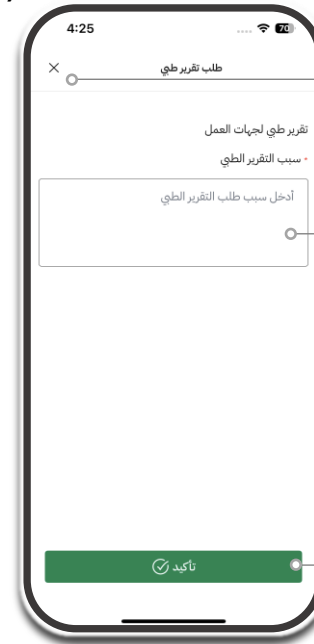 4:25
70
طلب تقرير طبي
تقرير طبي لجهات العمل
سبب التقرير الطبي
أدخل سبب طلب التقرير الطبي
تأكيد